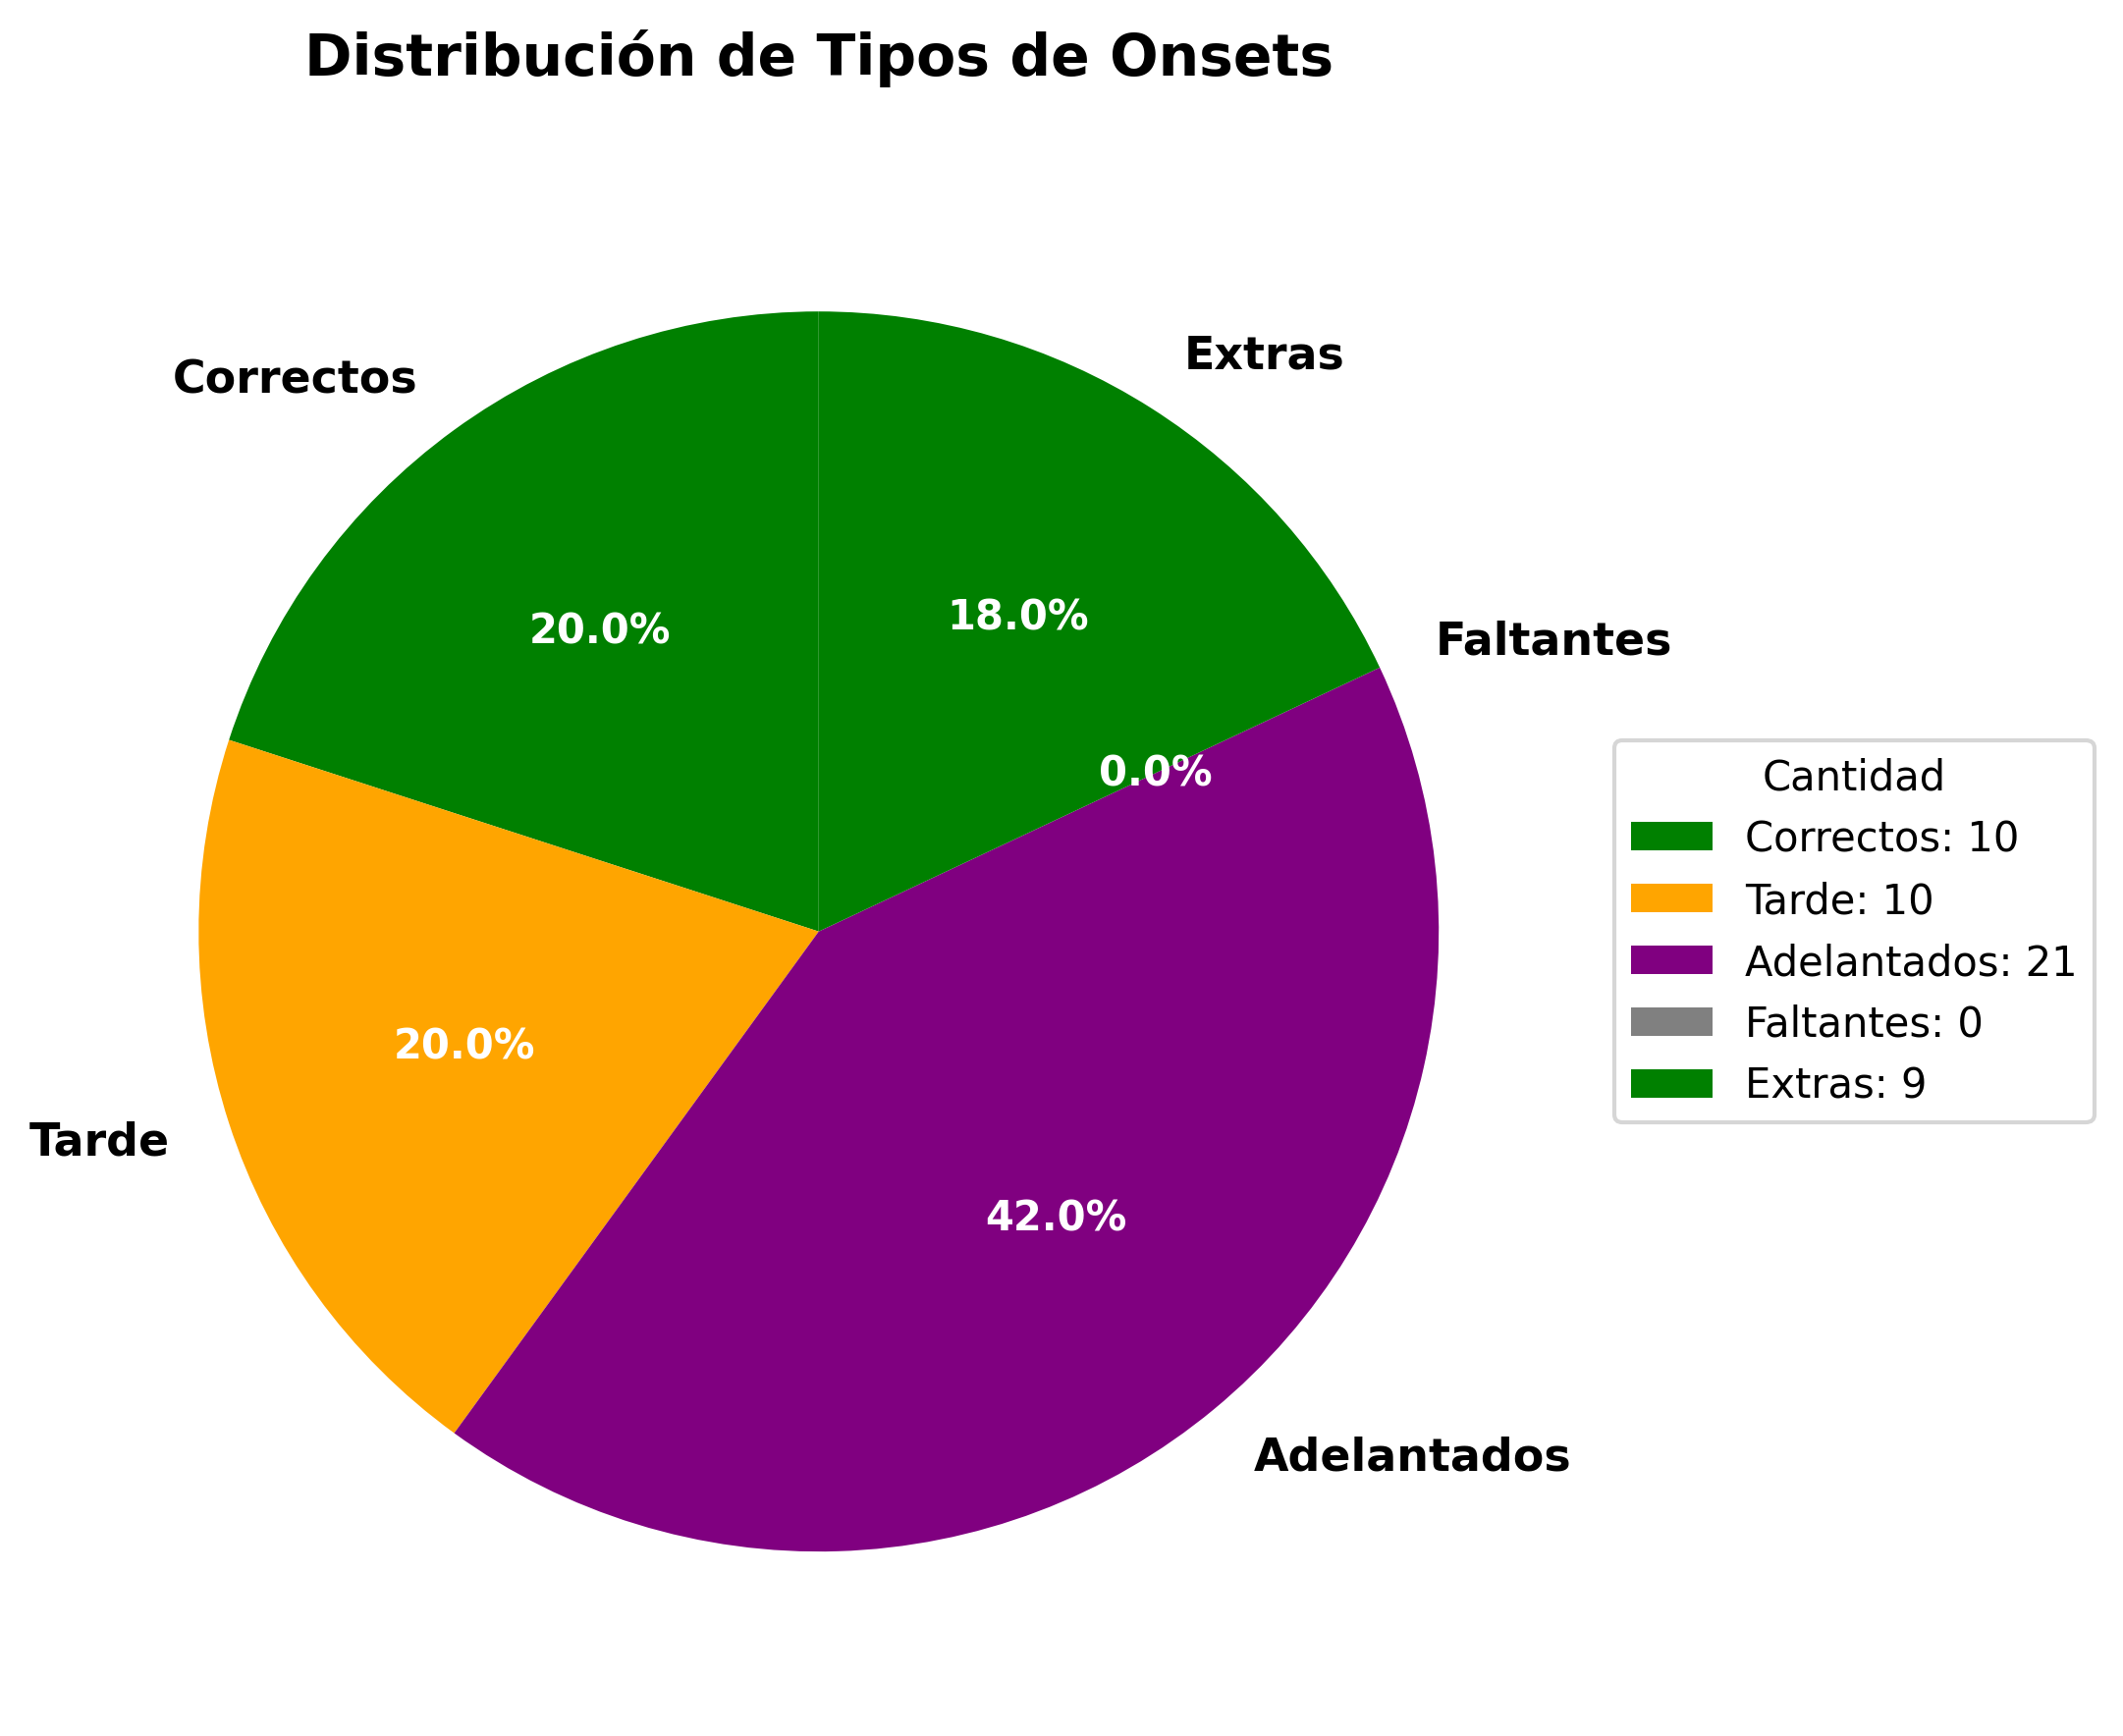 Distribución de Tipos de Onsets
Extras
Correctos
18.0%
20.0%
Faltantes
0.0%
Cantidad
Correctos: 10
Tarde: 10
Adelantados: 21
Faltantes: 0
Extras: 9
20.0%
Tarde
42.0%
Adelantados